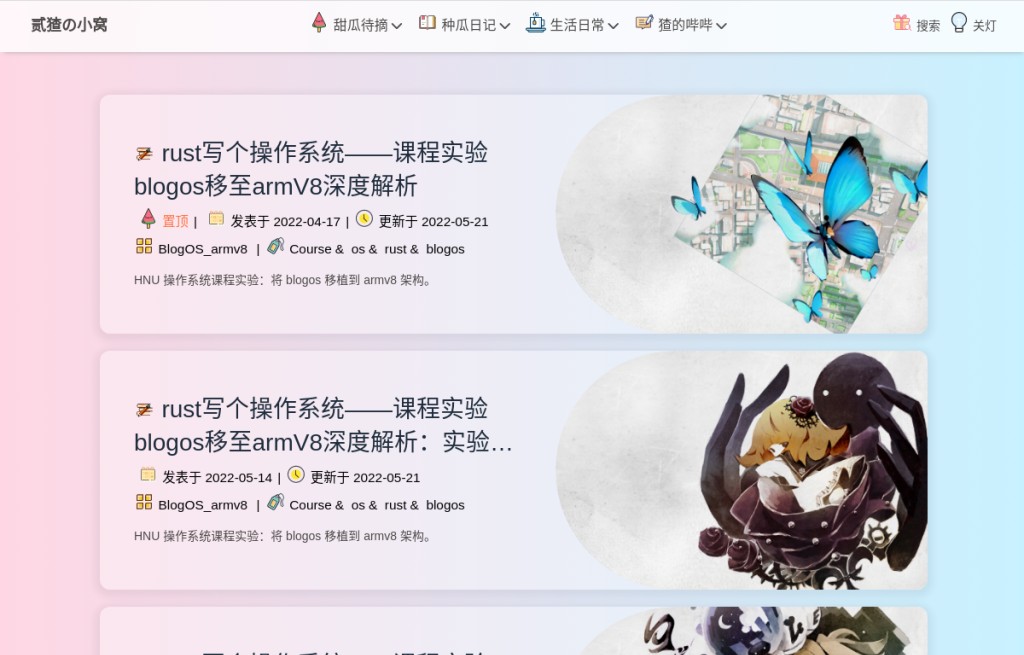 贰猹の小窝
甜瓜待摘
种瓜日记
生活日常
猹的哔哔
搜索
关灯
rust写个操作系统——课程实验
blogos移至armV8深度解析
置顶 | 发表于 2022-04-17 | 更新于 2022-05-21
BlogOS_armv8 | Course & os & rust & blogos
HNU 操作系统课程实验：将 blogos 移植到 armv8 架构。
rust写个操作系统——课程实验
blogos移至armV8深度解析：实验…
发表于 2022-05-14 | 更新于 2022-05-21
BlogOS_armv8 | Course & os & rust & blogos
HNU 操作系统课程实验：将 blogos 移植到 armv8 架构。